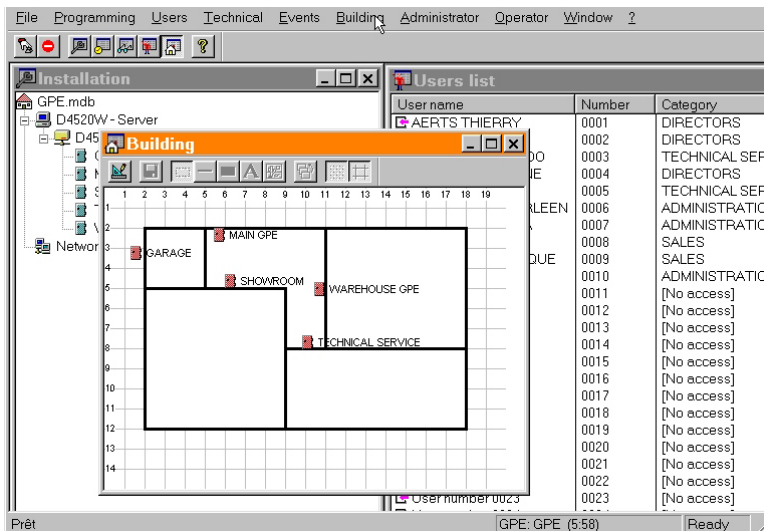 File Programming Users Technical Events Building Administrator Operator Window ?
Installation
GPE.mdb
D4520W - Server
D45
Networ
Building
1 2 3 4 5 6 7 8 9 10 11 12 13 14 15 16 17 18 19
1
2
3
4
5
6
7
8
9
10
11
12
13
14
MAIN GPE
GARAGE
SHOWROOM
WAREHOUSE GPE
TECHNICAL SERVICE
Users list
User name Number Category
AERTS THIERRY 0001 DIRECTORS
0002 DIRECTORS
DO 0003 TECHNICAL SER
NE 0004 DIRECTORS
0005 TECHNICAL SER
RLEEN 0006 ADMINISTRATIO
0007 ADMINISTRATIO
0008 SALES
QUE 0009 SALES
0010 ADMINISTRATIO
0011 [No access]
0012 [No access]
0013 [No access]
0014 [No access]
0015 [No access]
0016 [No access]
0017 [No access]
0018 [No access]
0019 [No access]
0020 [No access]
0021 [No access]
0022 [No access]
User number 0023 0023 [No access]
Prêt
GPE: GPE (5:58)
Ready